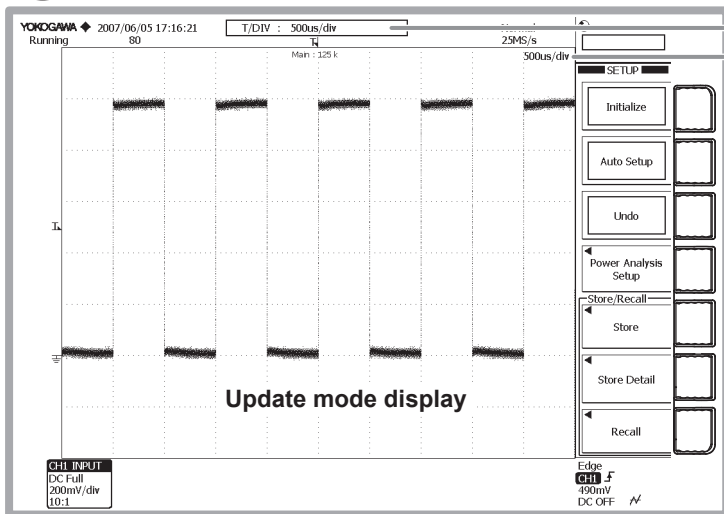 YOKOGAWA ◆ 2007/06/05 17:16:21
T/DIV : 500us/div
Running
80
25MS/s
Main : 125 k
500us/div
SETUP
Initialize
Auto Setup
Undo
Power Analysis
Setup
Store/Recall
Store
Store Detail
Recall
Update mode display
CH1 INPUT
DC Full
200mV/div
10:1
Edge
CH1
490mV
DC OFF